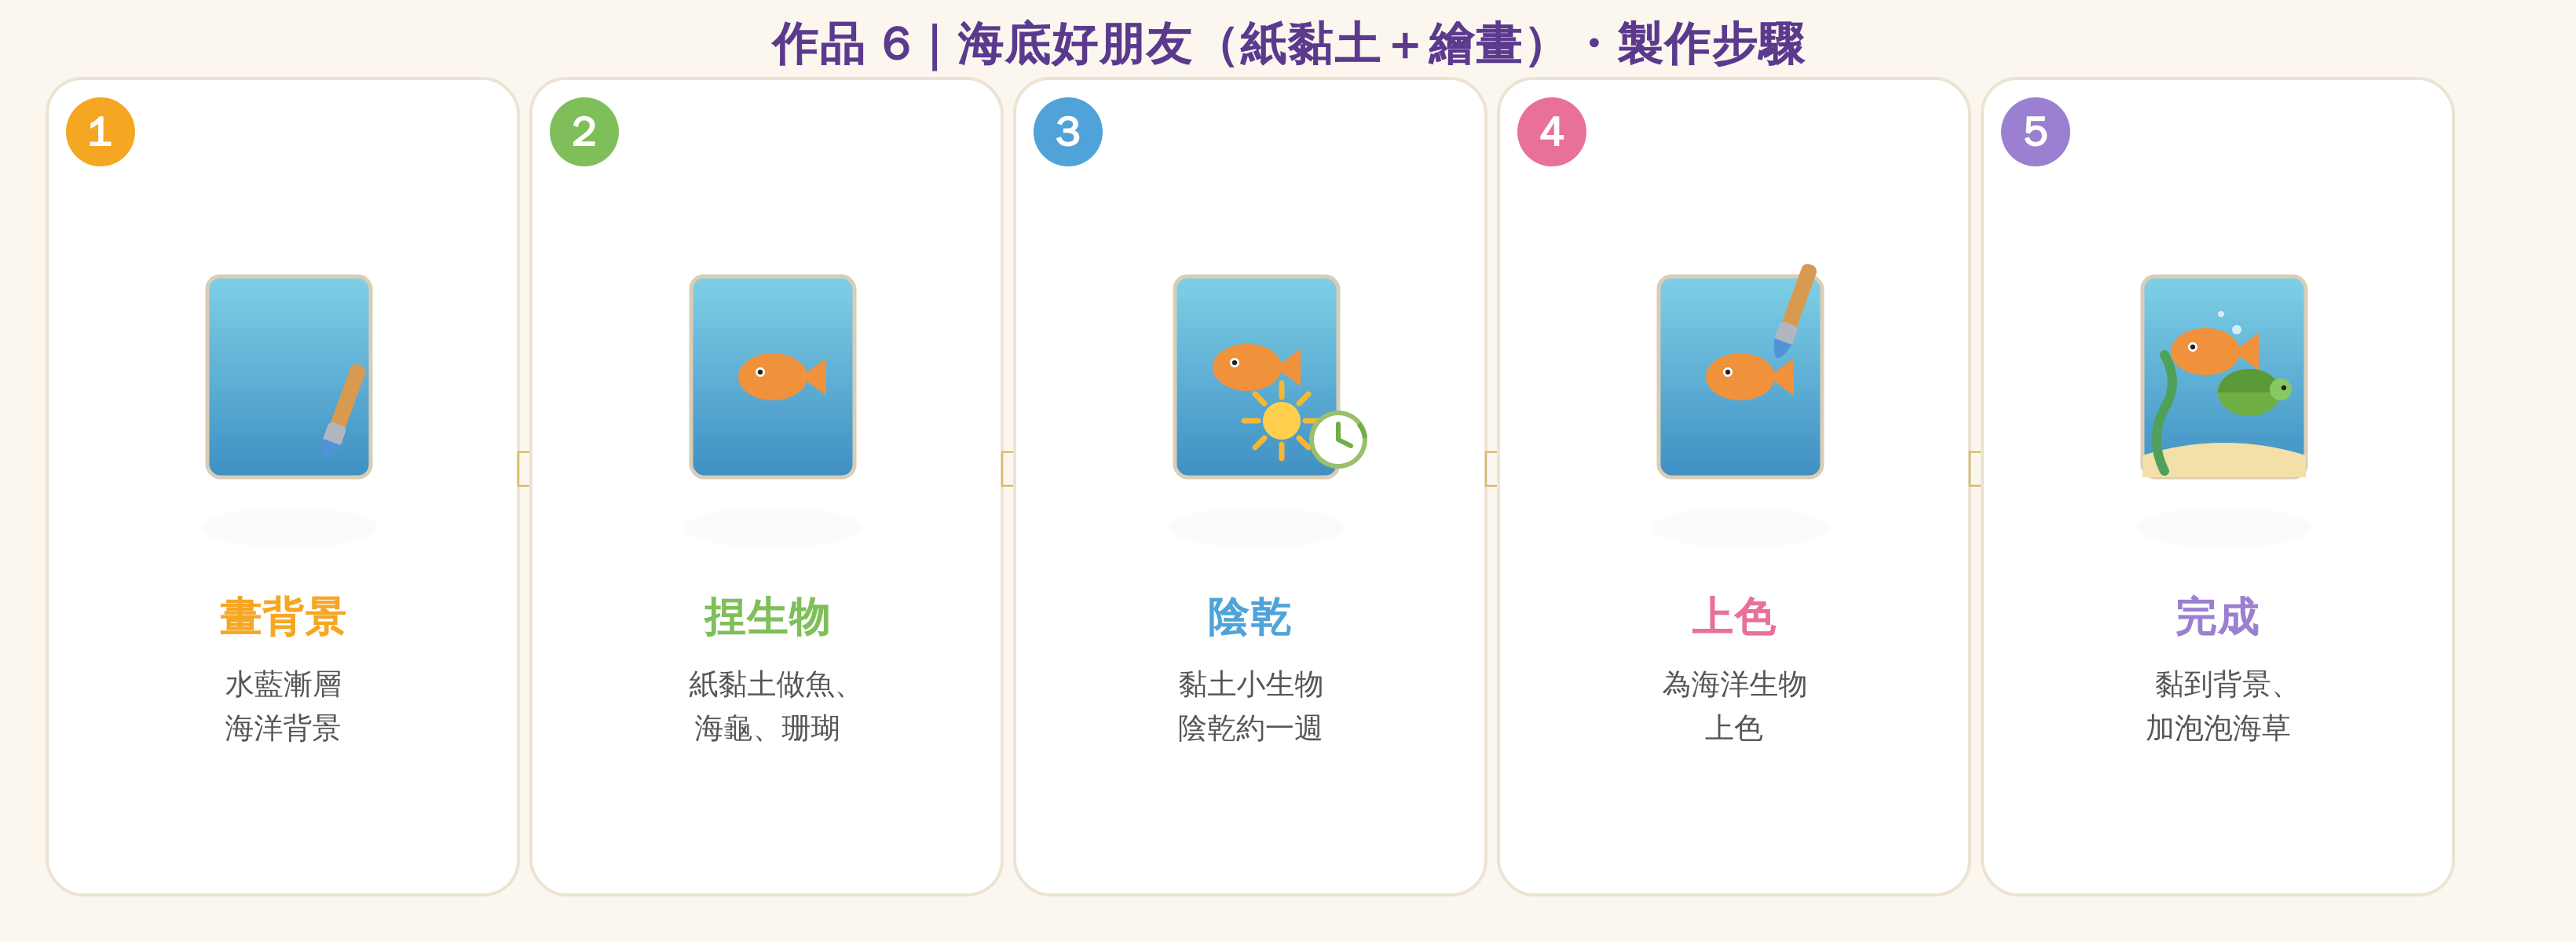 作品 6｜海底好朋友（紙黏土＋繪畫）・製作步驟
1
2
3
4
5
畫背景
水藍漸層
海洋背景
捏生物
紙黏土做魚、
海龜、珊瑚
陰乾
黏土小生物
陰乾約一週
上色
為海洋生物
上色
完成
黏到背景、
加泡泡海草